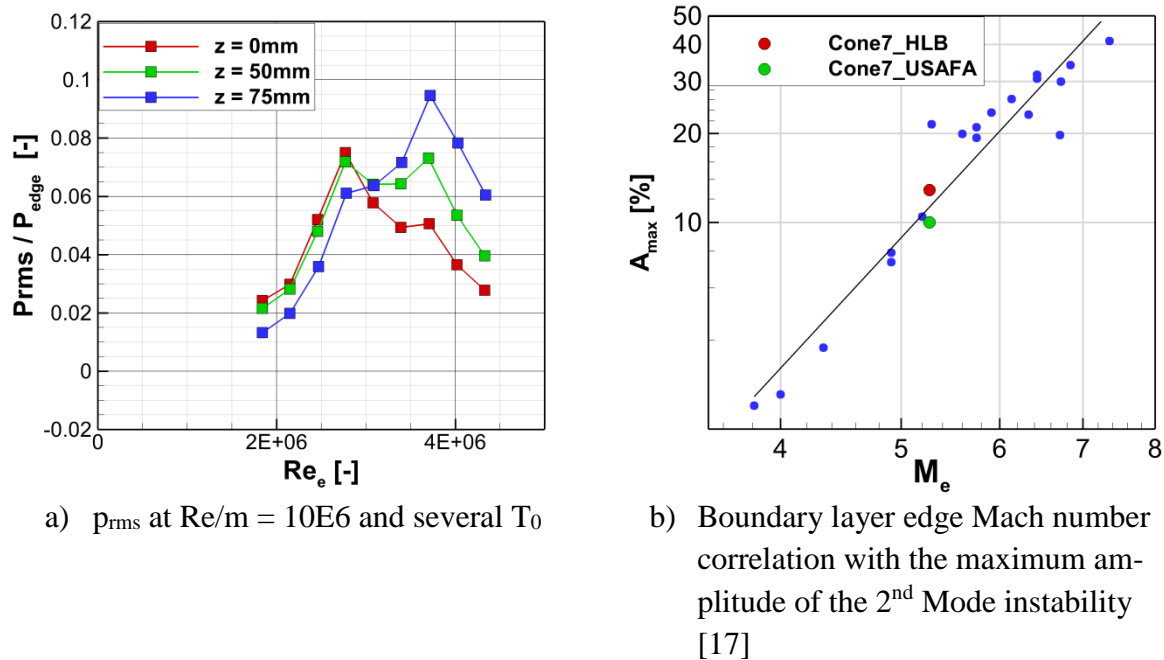 0.12
0.1
0.08
0.06
0.04
0.02
0
-0.02
Prms / Pedge [-]
z = 0mm
z = 50mm
z = 75mm
0
2E+06
4E+06
Ree [-]
a) prms at Re/m = 10E6 and several T0
50
40
30
20
10
Amax [%]
Cone7_HLB
Cone7_USAFA
4
5
6
7
8
Me
b) Boundary layer edge Mach number
correlation with the maximum am-
plitude of the 2nd Mode instability
[17]